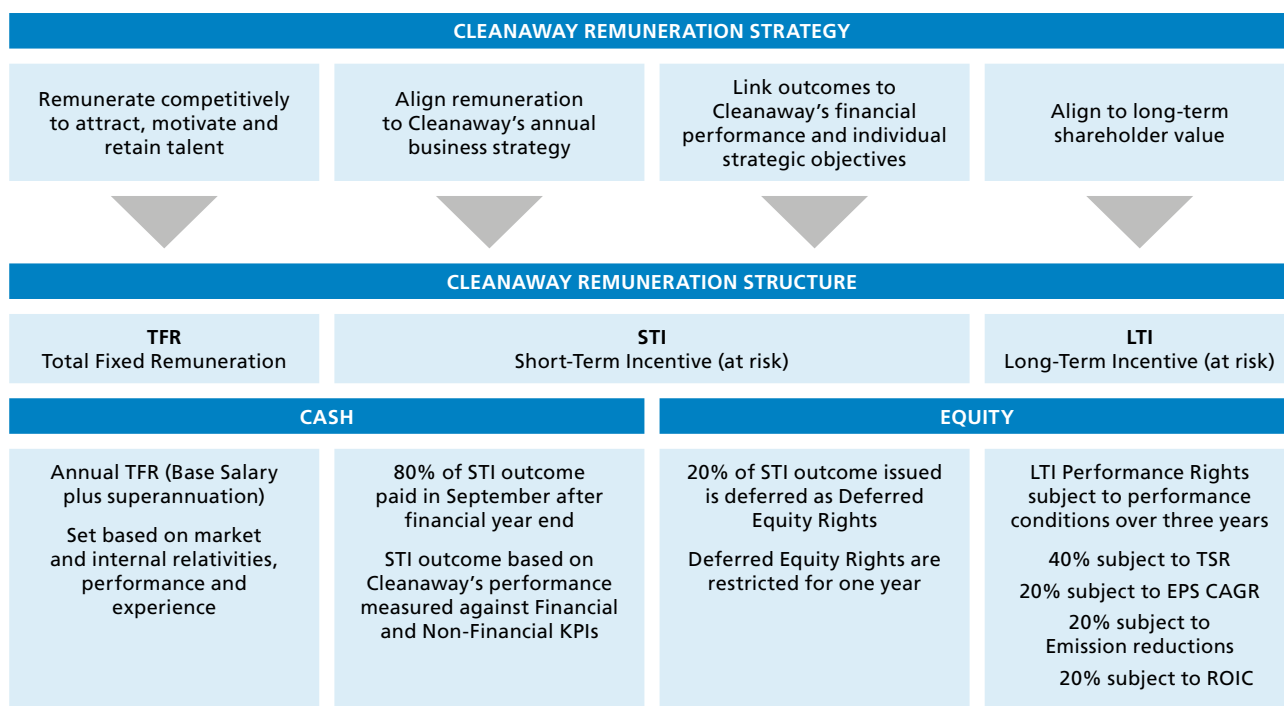 CLEANAWAY REMUNERATION STRATEGY
Remunerate competitively
to attract, motivate and
retain talent
Align remuneration
to Cleanaway's annual
business strategy
Link outcomes to
Cleanaway's financial
performance and individual
strategic objectives
Align to long-term
shareholder value
CLEANAWAY REMUNERATION STRUCTURE
TFR
Total Fixed Remuneration
STI
Short-Term Incentive (at risk)
LTI
Long-Term Incentive (at risk)
CASH
EQUITY
Annual TFR (Base Salary
plus superannuation)
Set based on market
and internal relativities,
performance and
experience
80% of STI outcome
paid in September after
financial year end
STI outcome based on
Cleanaway's performance
measured against Financial
and Non-Financial KPIs
20% of STI outcome issued
is deferred as Deferred
Equity Rights
Deferred Equity Rights are
restricted for one year
LTI Performance Rights
subject to performance
conditions over three years
40% subject to TSR
20% subject to EPS CAGR
20% subject to
Emission reductions
20% subject to ROIC